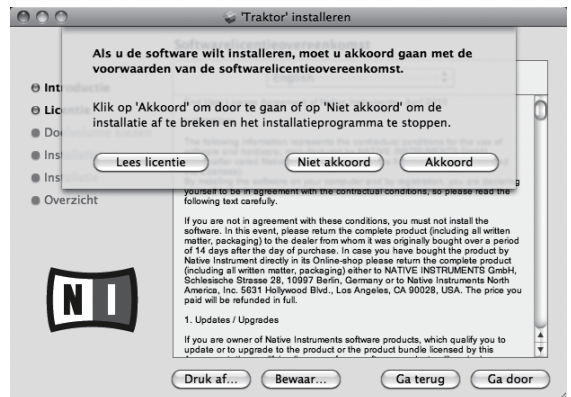 'Traktor' installeren
Als u de software wilt installeren, moet u akkoord gaan met de
voorwaarden van de softwarelicentieovereenkomst.
Klik op 'Akkoord' om door te gaan of op 'Niet akkoord' om de
installatie af te breken en het installatieprogramma te stoppen.
Lees licentie
Niet akkoord
Akkoord
Softwarelicentieovereenkomst
English
Introductie
Overzicht
yourself to be in agreement with the contractual conditions, so please read the
following text carefully.
If you are not in agreement with these conditions, you must not install the
software. In this event, please return the complete product (including all written
matter, packaging) to the dealer from whom it was originally bought over a period
of 14 days after the day of purchase. In case you have bought the product by
Native Instrument directly in its Online-shop please return the complete product
(including all written matter, packaging) either to NATIVE INSTRUMENTS GmbH,
Schlesische Strasse 28, 10997 Berlin, Germany or to Native Instruments North
America, Inc. 5631 Hollywood Blvd., Los Angeles, CA 90028, USA. The price you
paid will be refunded in full.
1. Updates / Upgrades
If you are owner of Native Instruments software products, which qualify you to
update or to upgrade to the product or the product bundle licensed by this
NI
Druk af...
Bewaar...
Ga terug
Ga door